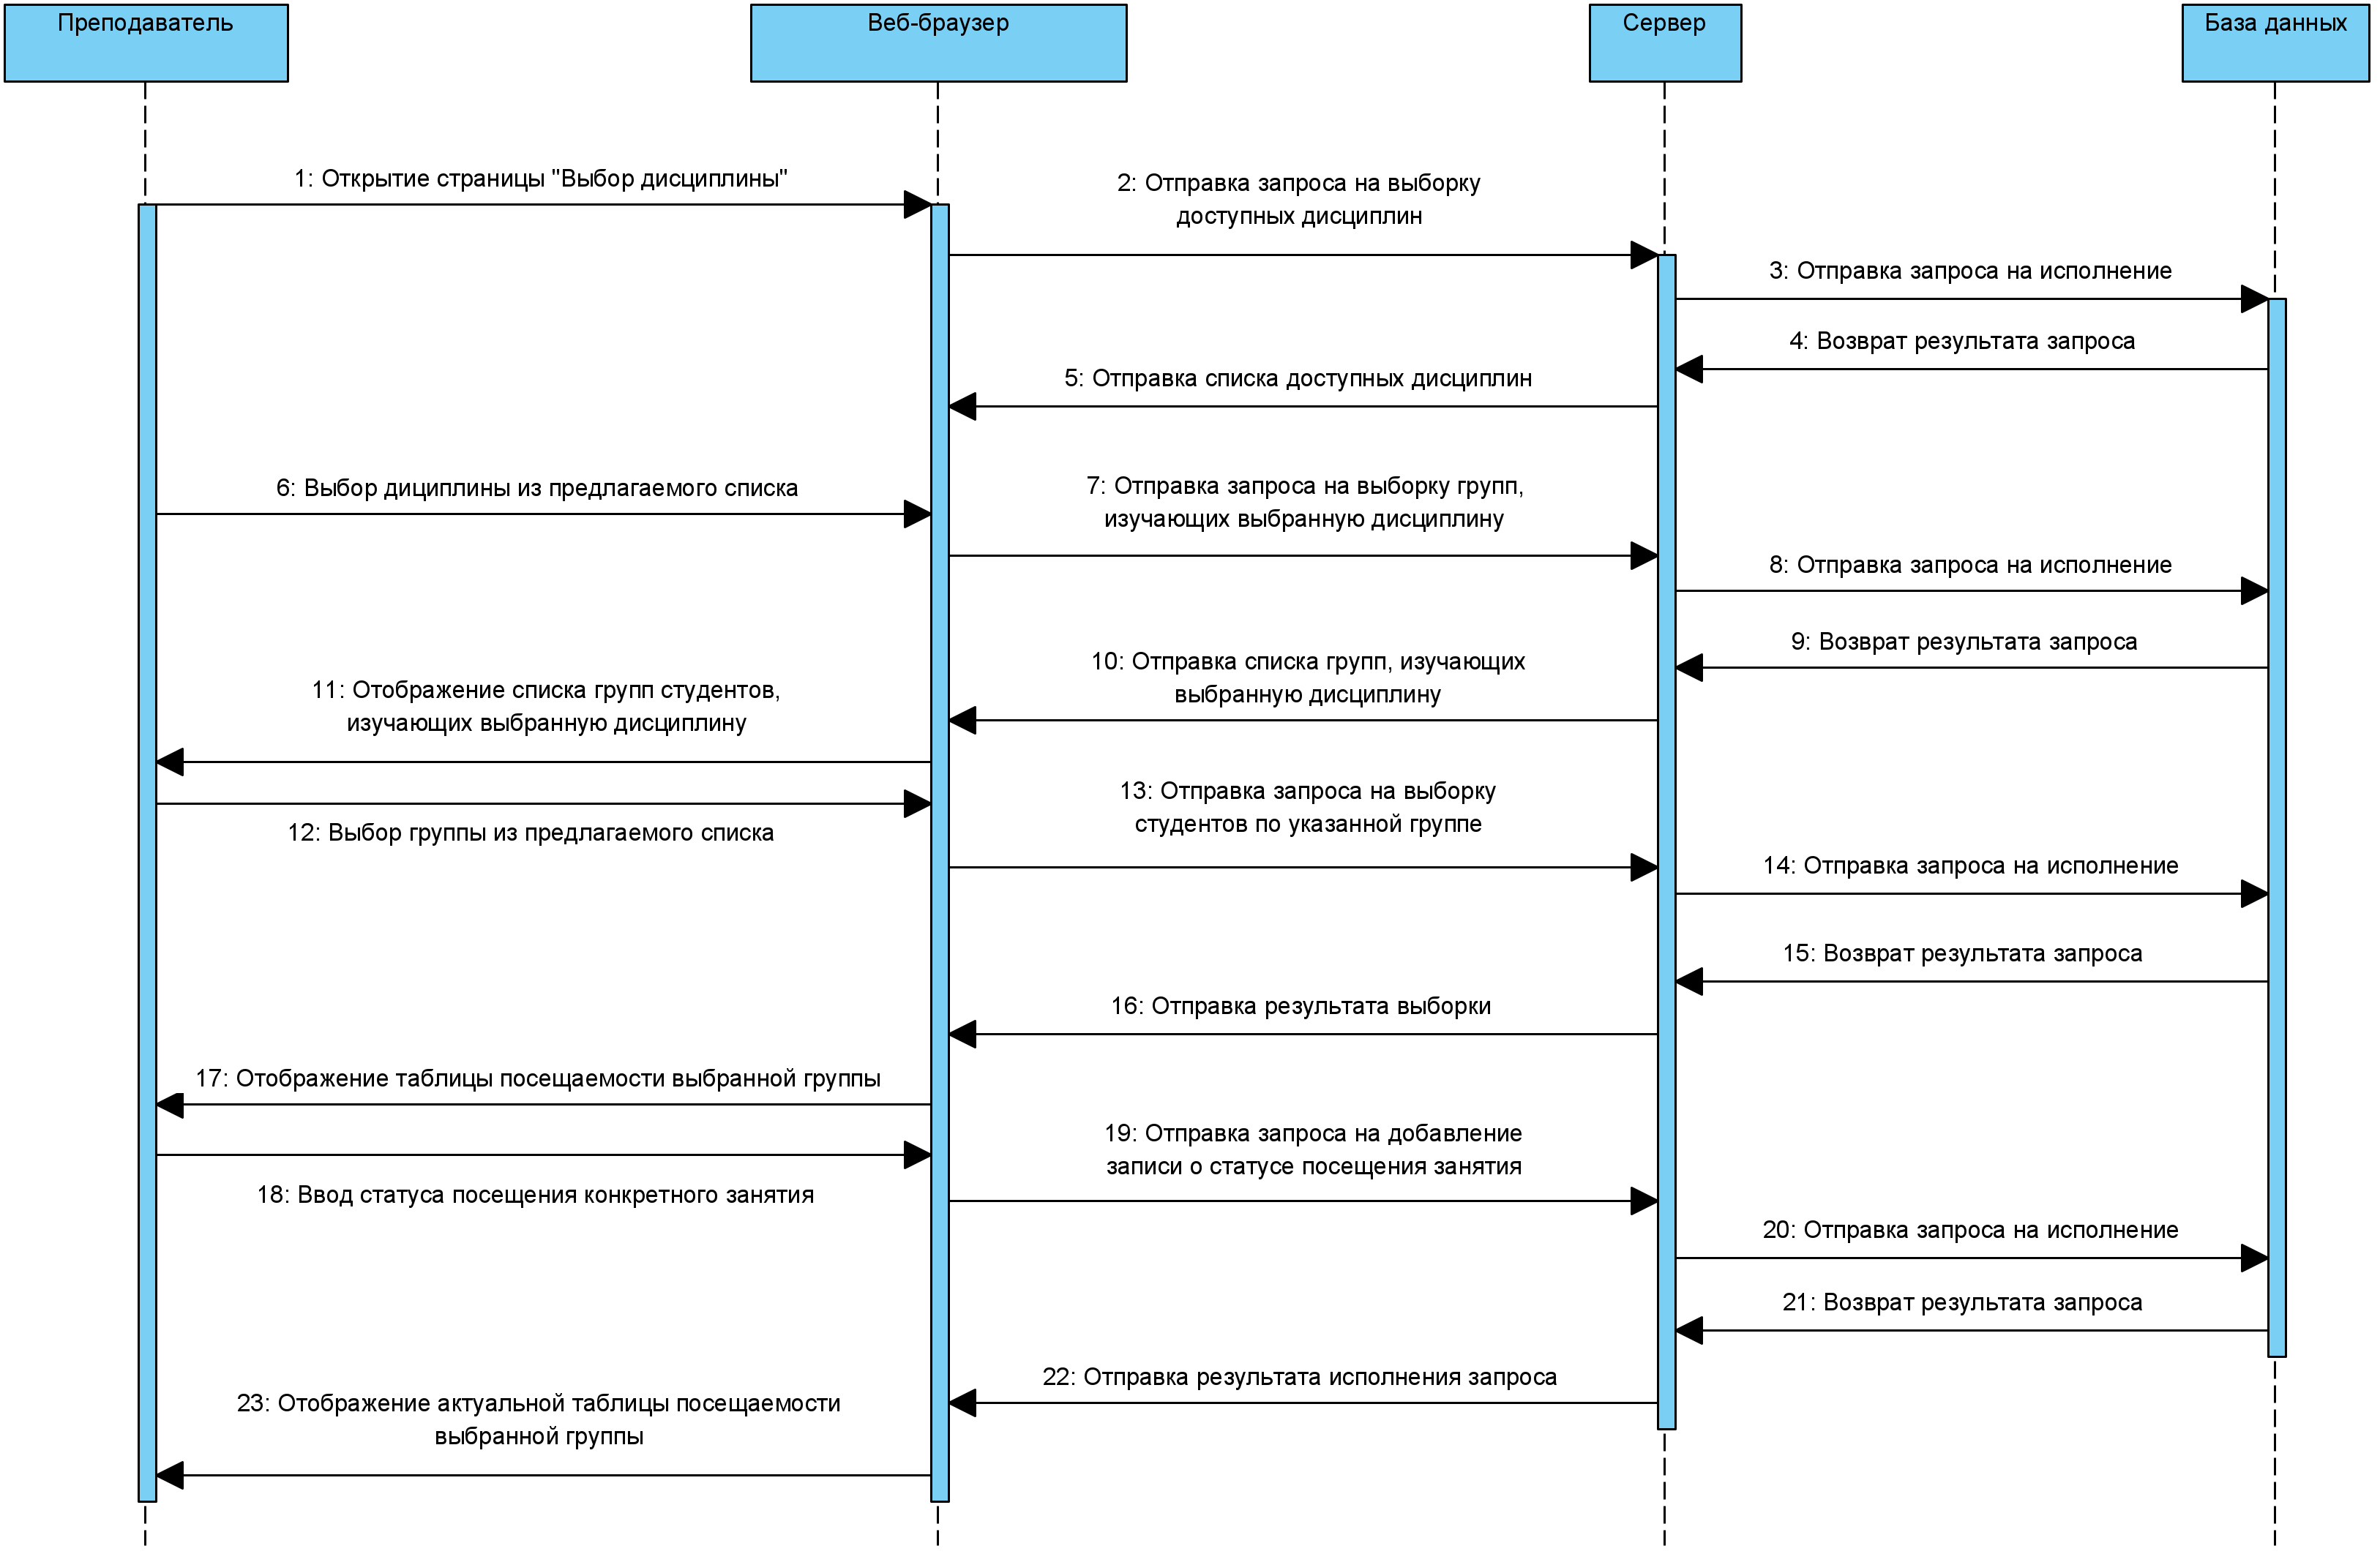 Преподаватель
Веб-браузер
Сервер
База данных
1: Открытие страницы "Выбор дисциплины"
2: Отправка запроса на выборку
доступных дисциплин
3: Отправка запроса на исполнение
4: Возврат результата запроса
5: Отправка списка доступных дисциплин
6: Выбор дициплины из предлагаемого списка
7: Отправка запроса на выборку групп,
изучающих выбранную дисциплину
8: Отправка запроса на исполнение
9: Возврат результата запроса
10: Отправка списка групп, изучающих
выбранную дисциплину
11: Отображение списка групп студентов,
изучающих выбранную дисциплину
12: Выбор группы из предлагаемого списка
13: Отправка запроса на выборку
студентов по указанной группе
14: Отправка запроса на исполнение
15: Возврат результата запроса
16: Отправка результата выборки
17: Отображение таблицы посещаемости выбранной группы
18: Ввод статуса посещения конкретного занятия
19: Отправка запроса на добавление
записи о статусе посещения занятия
20: Отправка запроса на исполнение
21: Возврат результата запроса
22: Отправка результата исполнения запроса
23: Отображение актуальной таблицы посещаемости
выбранной группы